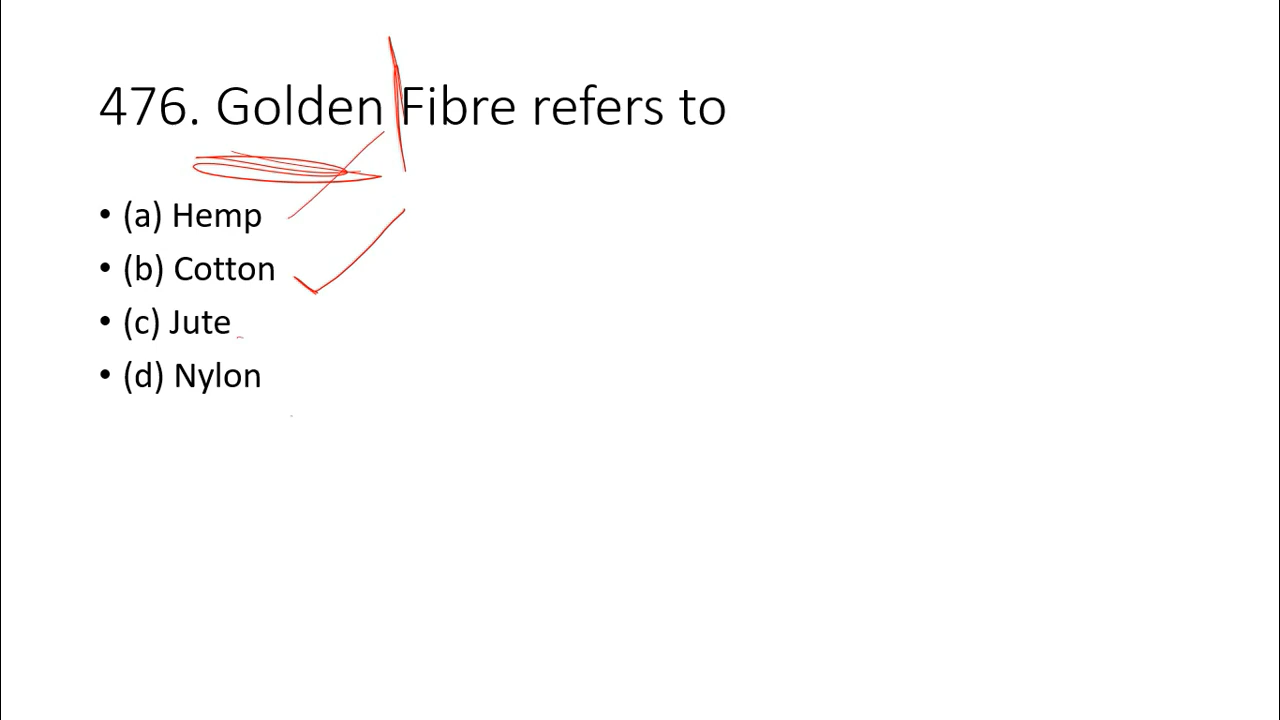 476. Golden Fibre refers to
• (a) Hemp
• (b) Cotton
• (c) Jute
• (d) Nylon